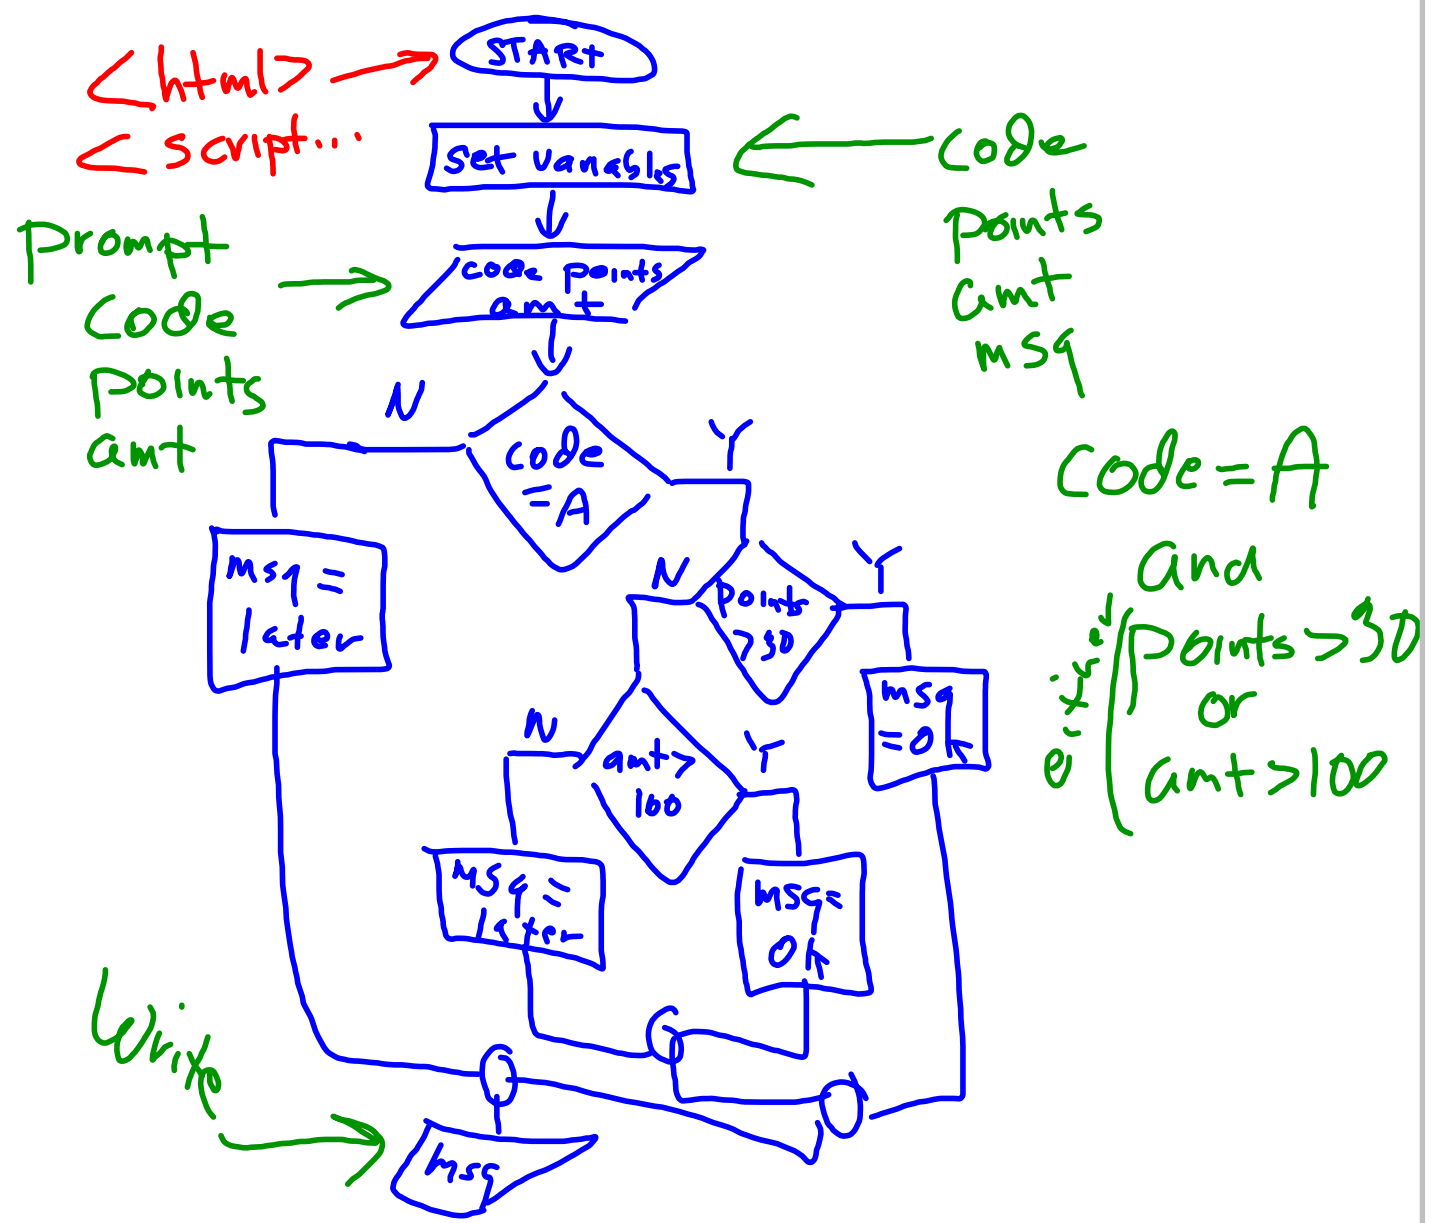 START
<html>
<script...
set variables
code
points
amt
msg
prompt
code
points
amt
code points
amt
N
Y
code
= A
code = A
and
either
points > 30
or
amt > 100
msg =
later
N
Y
points
> 30
msg
= ok
N
Y
amt >
100
msg =
later
msg =
ok
Write
msg